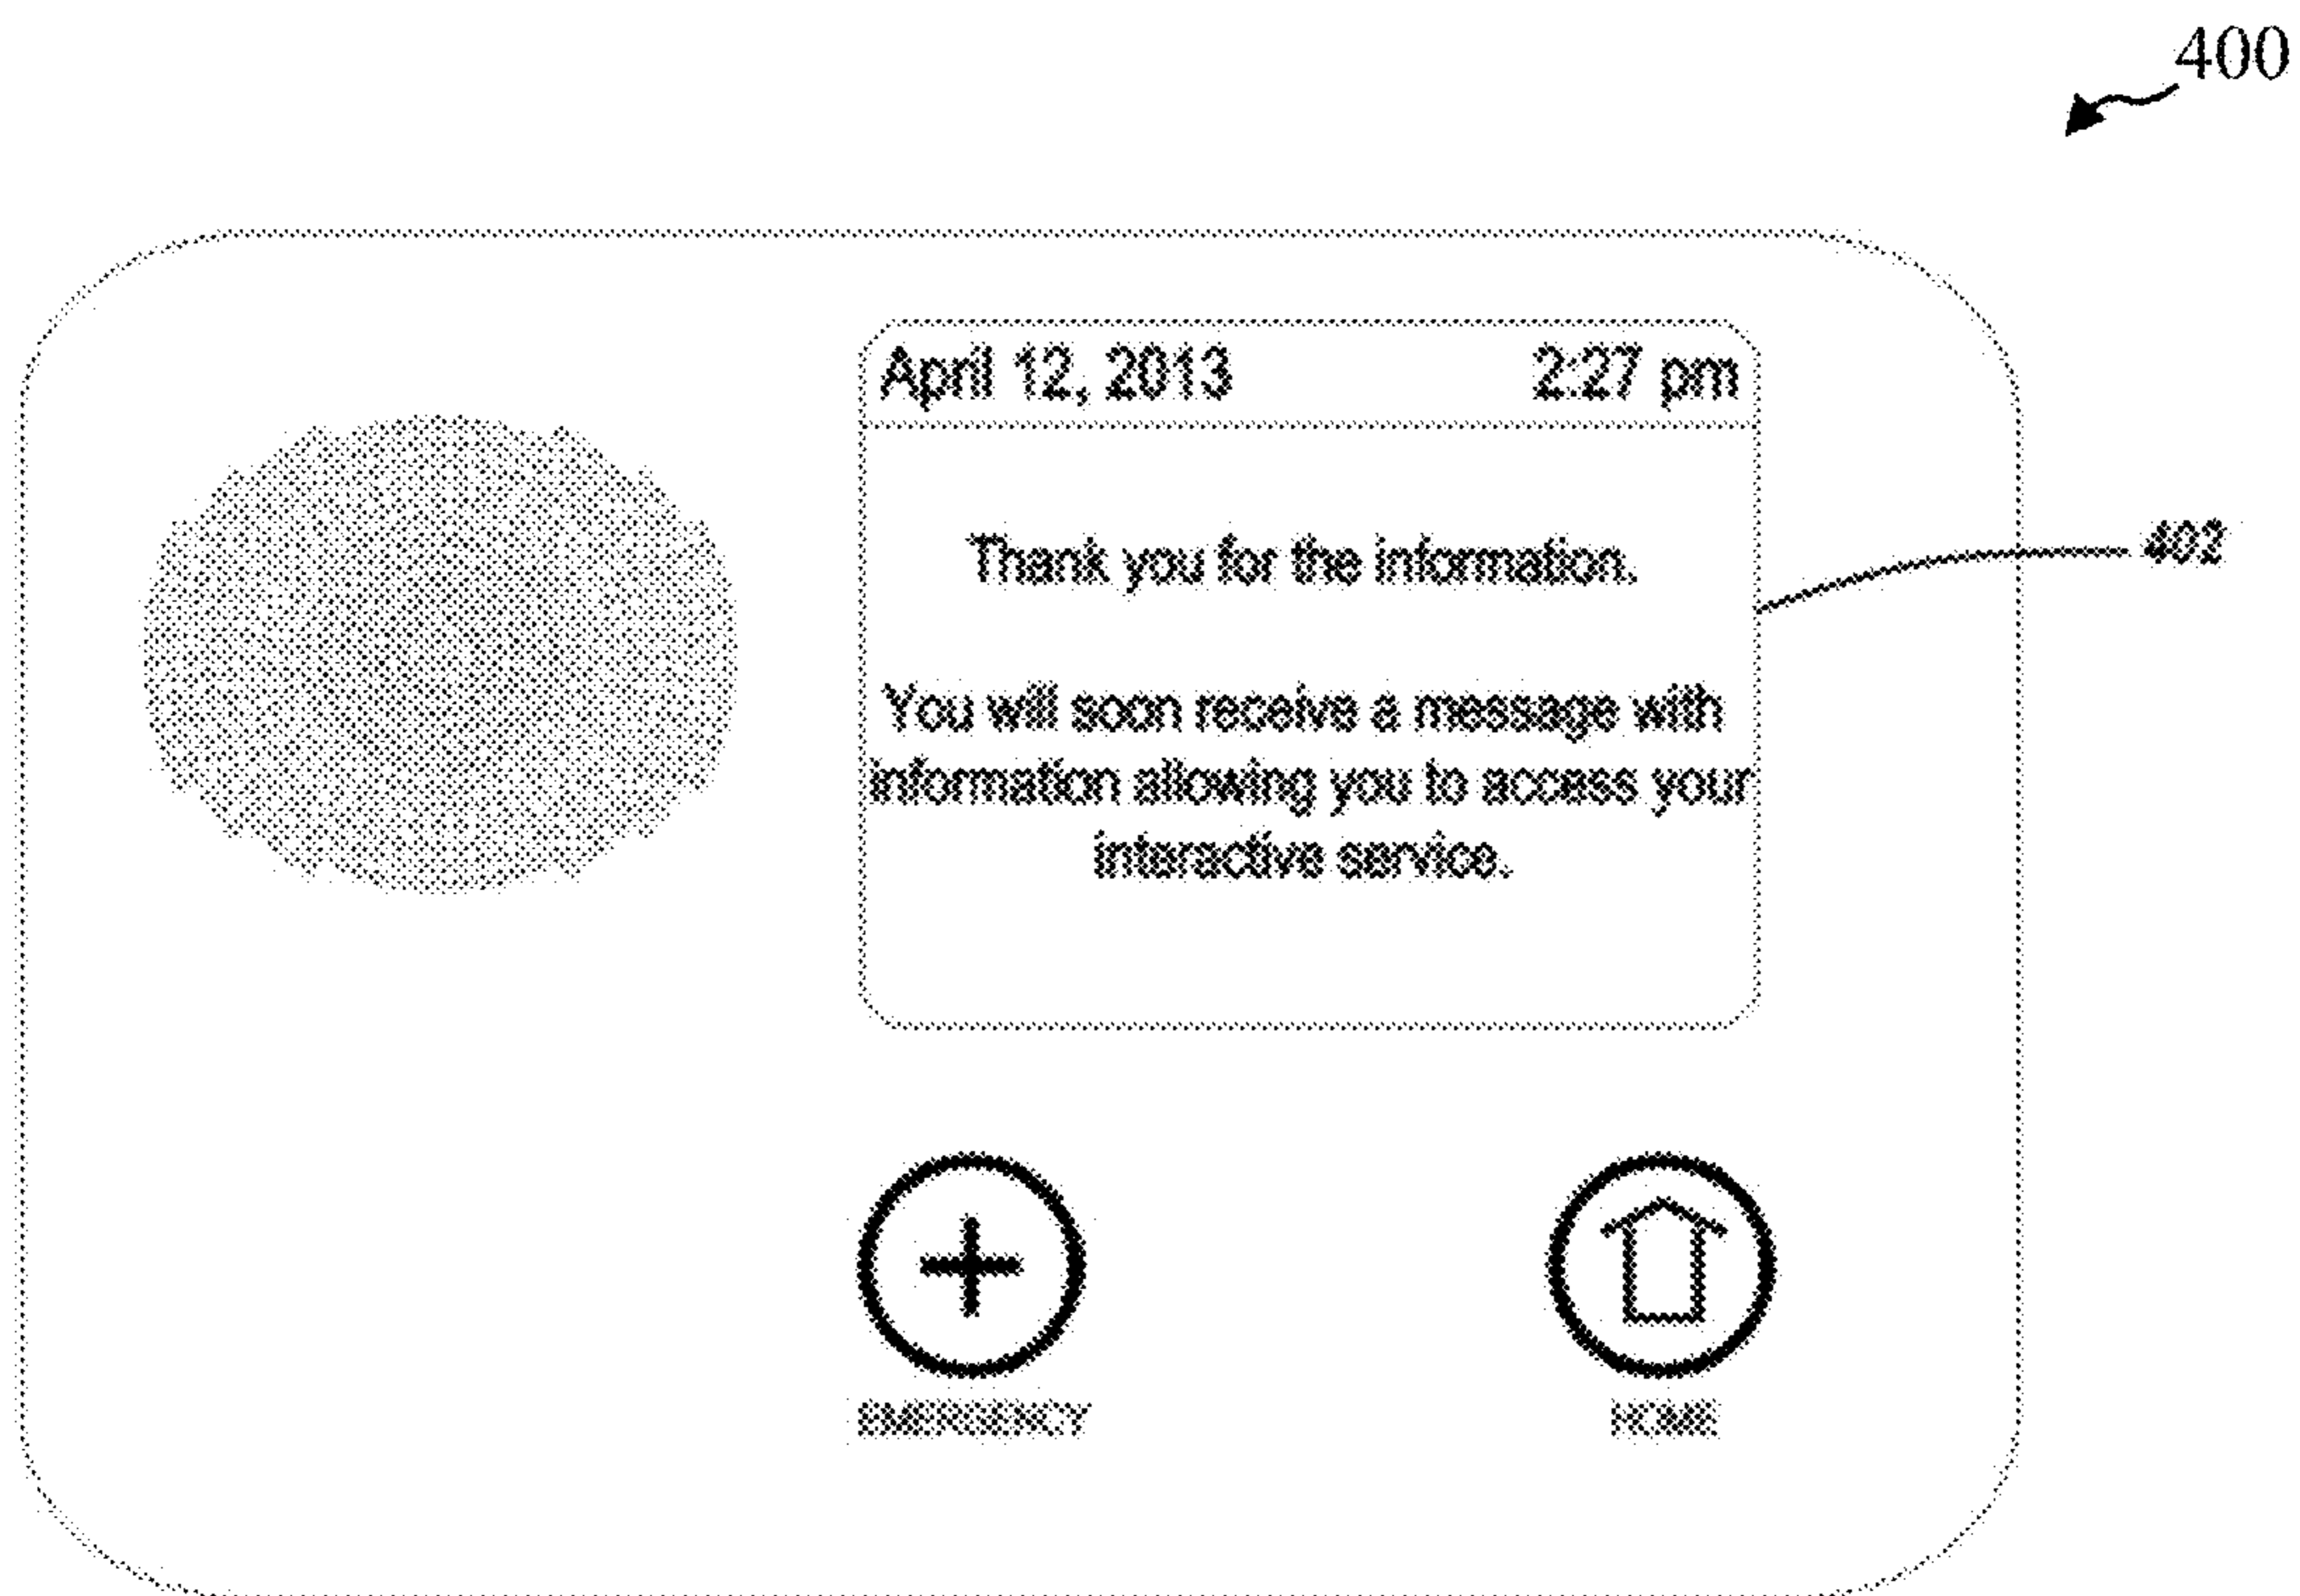 400
April 12, 2013 2:27 pm
Thank you for the information.
402
You will soon receive a message with
information allowing you to access your
interactive service.
EMERGENCY HOME